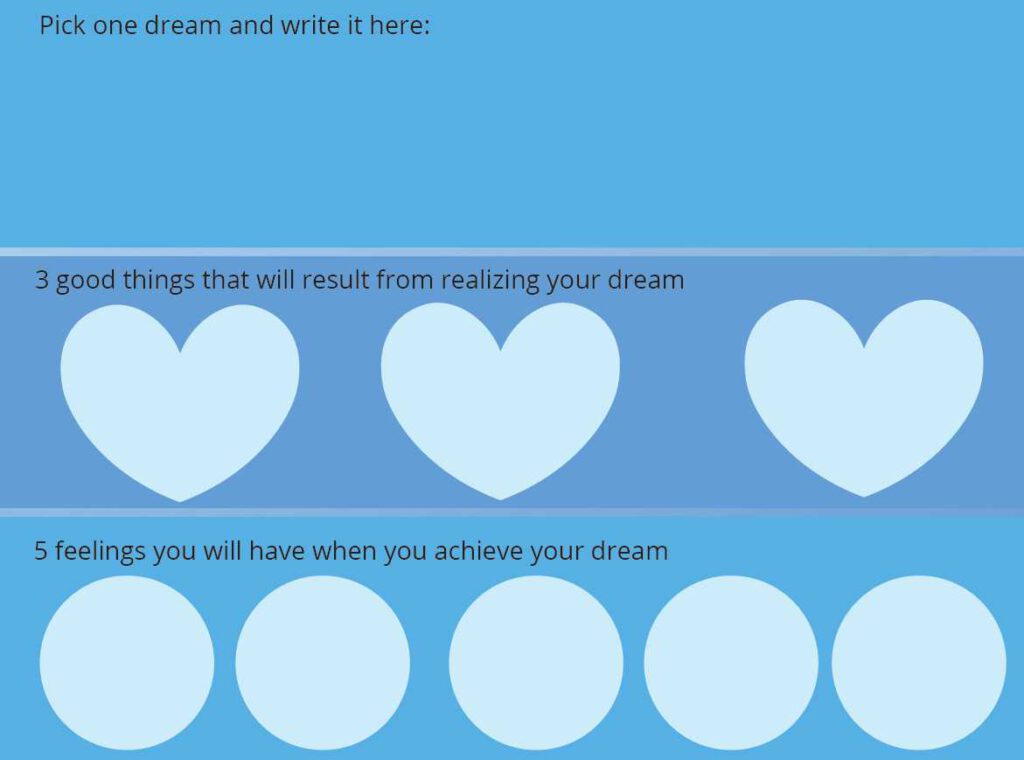 Pick one dream and write it here:
3 good things that will result from realizing your dream
5 feelings you will have when you achieve your dream